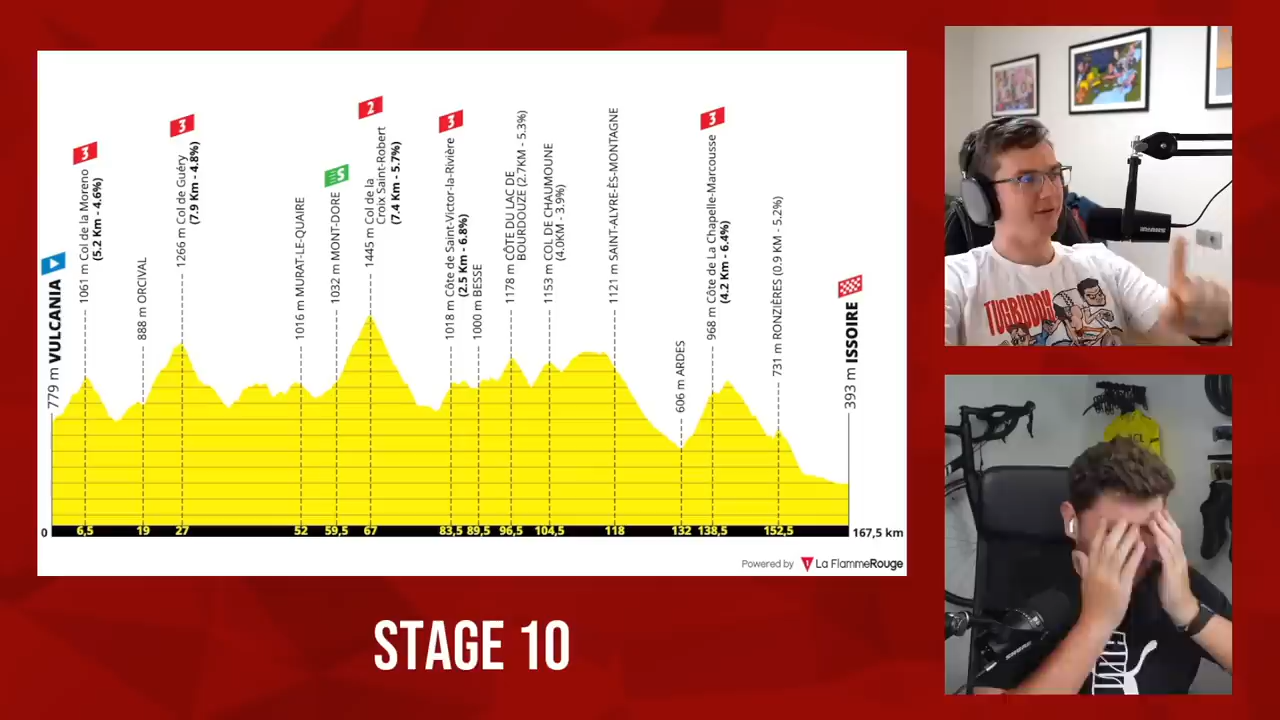 779 m VULCANIA
3
1061 m Col de la Moreno
(5.2 Km - 4.6%)
888 m ORCIVAL
3
1266 m Col de Guéry
(7.9 Km - 4.8%)
1016 m MURAT-LE-QUAIRE
S
1032 m MONT-DORE
2
1445 m Col de la
Croix Saint-Robert
(7.4 Km - 5.7%)
3
1018 m Côte de Saint-Victor-la-Rivière
(2.5 Km - 6.8%)
1000 m BESSE
1178 m CÔTE DU LAC DE
BOURDOUZE (2.7KM - 5.3%)
1153 m COL DE CHAUMOUNE
(4.0KM - 3.9%)
1121 m SAINT-ALYRE-ÈS-MONTAGNE
606 m ARDES
3
968 m Côte de La Chapelle-Marcousse
(4.2 Km - 6.4%)
731 m RONZIÈRES (0.9 KM - 5.2%)
393 m ISSOIRE
0 6,5 19 27 52 59,5 67 83,5 89,5 96,5 104,5 118 132 138,5 152,5 167,5 km
Powered by La FlammeRouge
STAGE 10
TUGBUDDY
SHURE